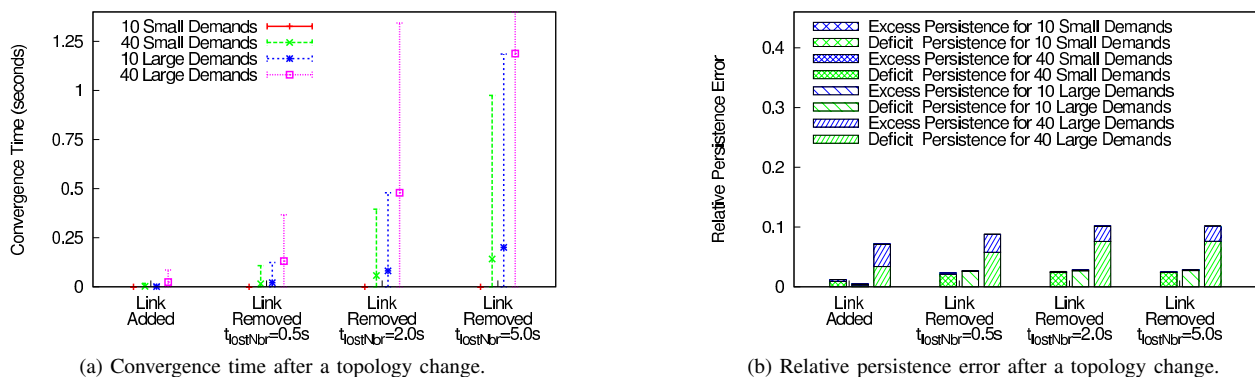 10 Small Demands
40 Small Demands
10 Large Demands
40 Large Demands
Convergence Time (seconds)
1.25
1
0.75
0.5
0.25
0
Link Added
Link Removed tlostNbr=0.5s
Link Removed tlostNbr=2.0s
Link Removed tlostNbr=5.0s
(a) Convergence time after a topology change.
Excess Persistence for 10 Small Demands
Deficit Persistence for 10 Small Demands
Excess Persistence for 40 Small Demands
Deficit Persistence for 40 Small Demands
Excess Persistence for 10 Large Demands
Deficit Persistence for 10 Large Demands
Excess Persistence for 40 Large Demands
Deficit Persistence for 40 Large Demands
Relative Persistence Error
0.4
0.3
0.2
0.1
0
Link Added
Link Removed tlostNbr=0.5s
Link Removed tlostNbr=2.0s
Link Removed tlostNbr=5.0s
(b) Relative persistence error after a topology change.